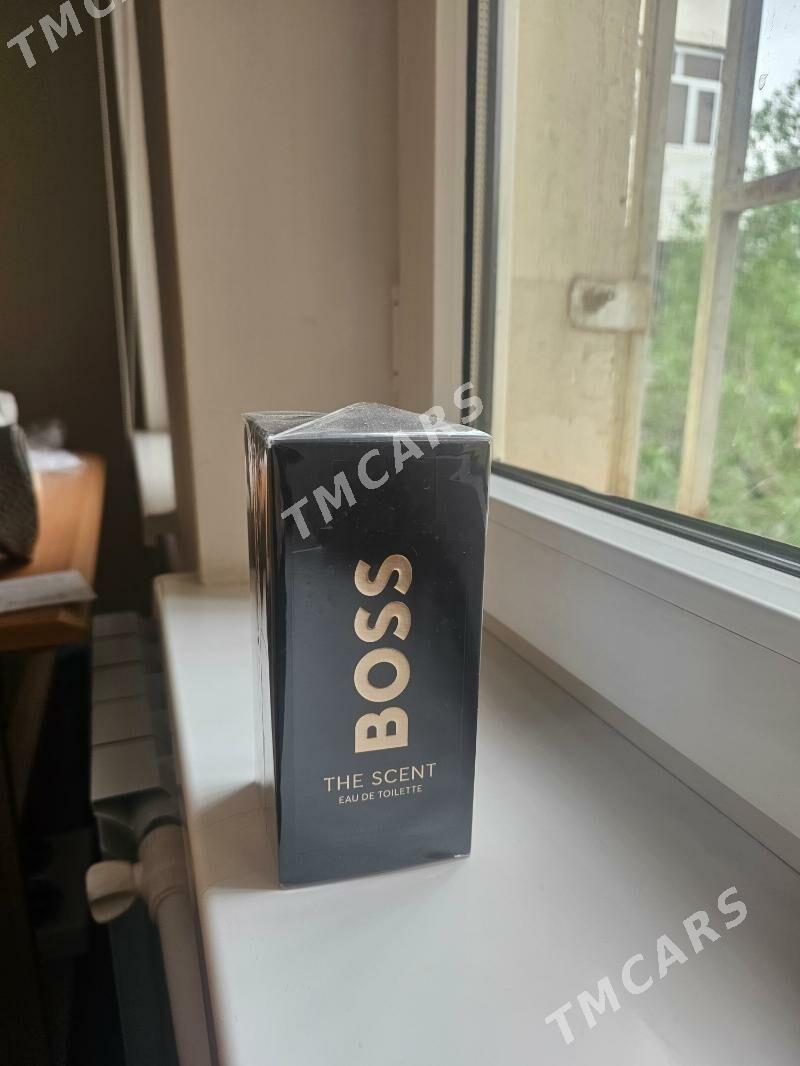 TMCARS
TMCARS
BOSS
THE SCENT
EAU DE TOILETTE
TMCARS